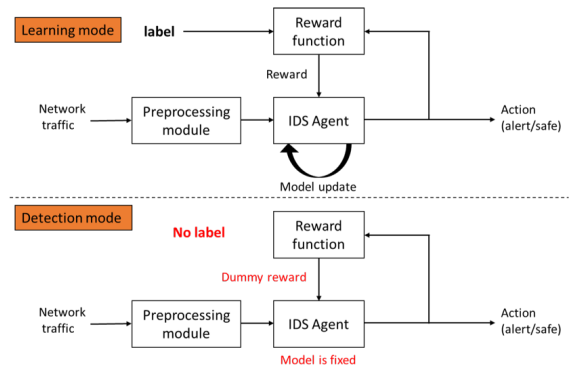 Learning mode
label
Reward
function
Reward
Network
traffic
Preprocessing
module
IDS Agent
Action
(alert/safe)
Model update
Detection mode
No label
Reward
function
Dummy reward
Network
traffic
Preprocessing
module
IDS Agent
Action
(alert/safe)
Model is fixed